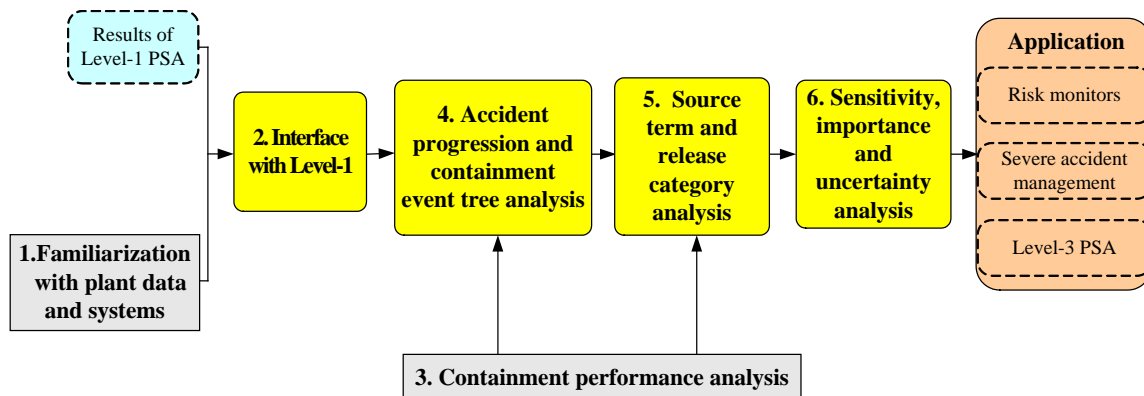 Results of
Level-1 PSA
1.Familiarization
with plant data
and systems
2. Interface
with Level-1
3. Containment performance analysis
4. Accident
progression and
containment
event tree analysis
5. Source
term and
release
category
analysis
6. Sensitivity,
importance
and
uncertainty
analysis
Application
Risk monitors
Severe accident
management
Level-3 PSA